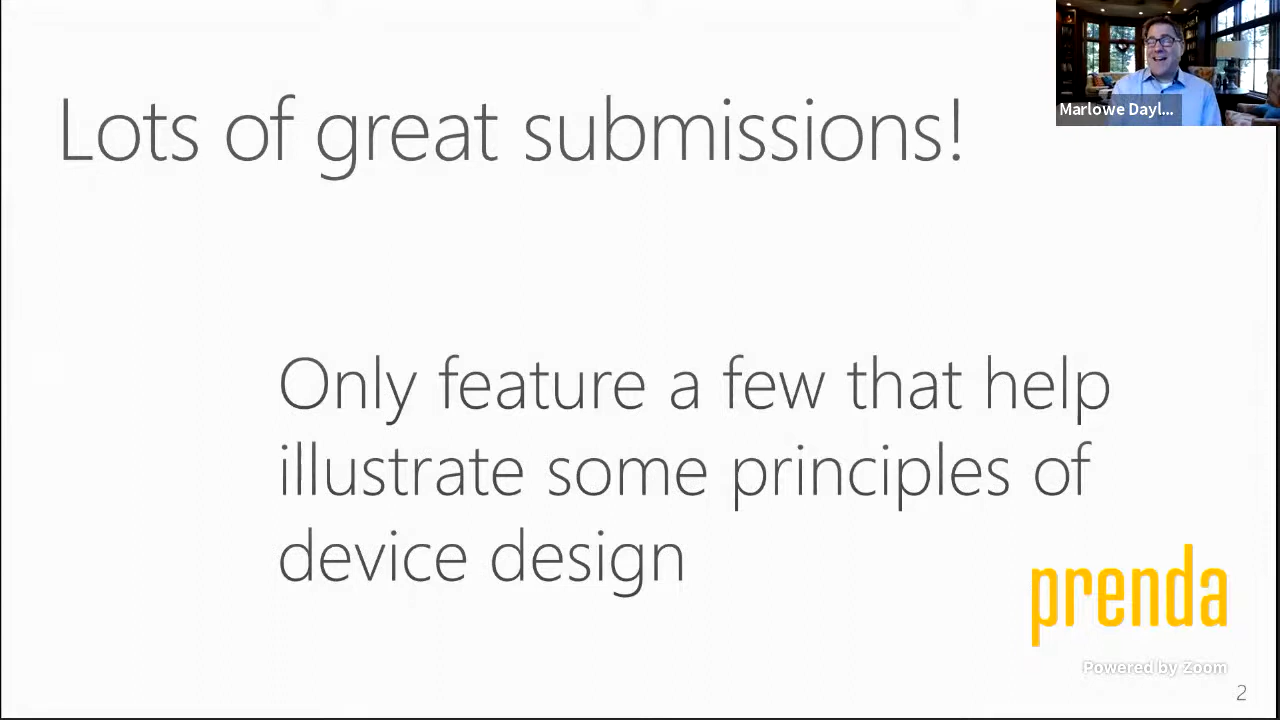 Lots of great submissions!
Marlowe Dayl...
Only feature a few that help
illustrate some principles of
device design
prenda
Powered by Zoom
2